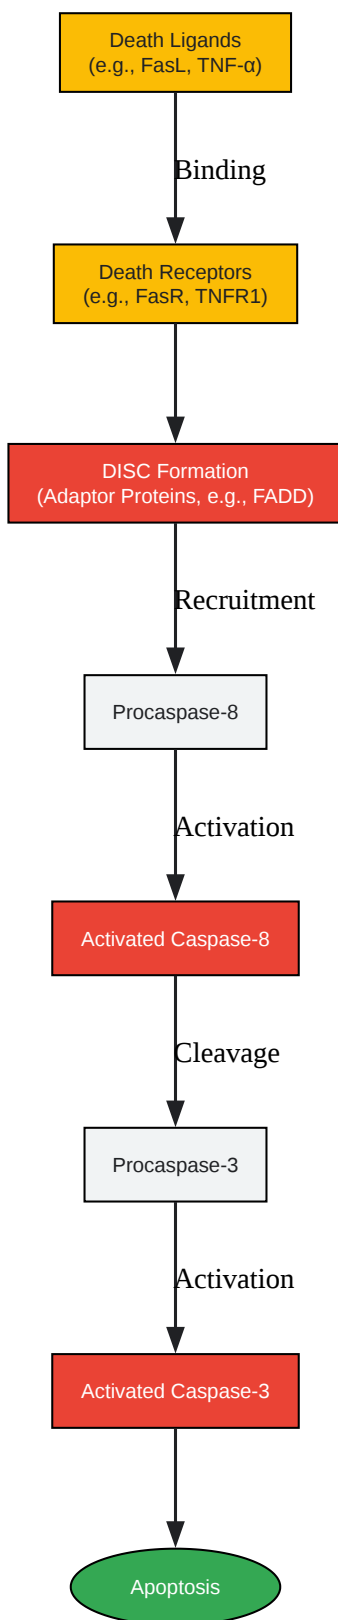 Death Ligands
(e.g., FasL, TNF-α)
Binding
Death Receptors
(e.g., FasR, TNFR1)
DISC Formation
(Adaptor Proteins, e.g., FADD)
Recruitment
Procaspase-8
Activation
Activated Caspase-8
Cleavage
Procaspase-3
Activation
Activated Caspase-3
Apoptosis